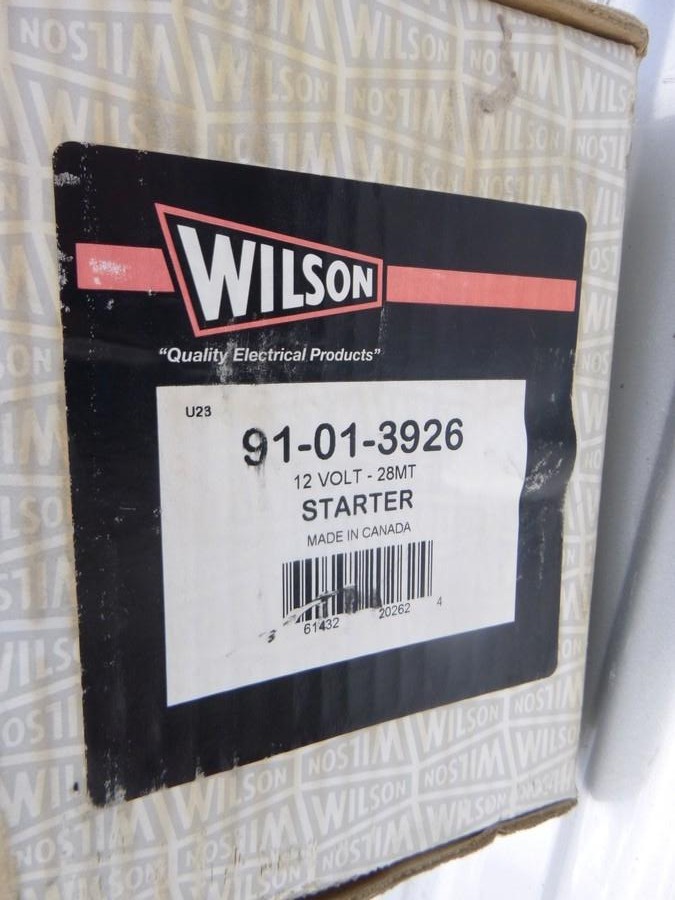 WILSON
“Quality Electrical Products”
U23
91-01-3926
12 VOLT - 28MT
STARTER
MADE IN CANADA
61432 20262 4